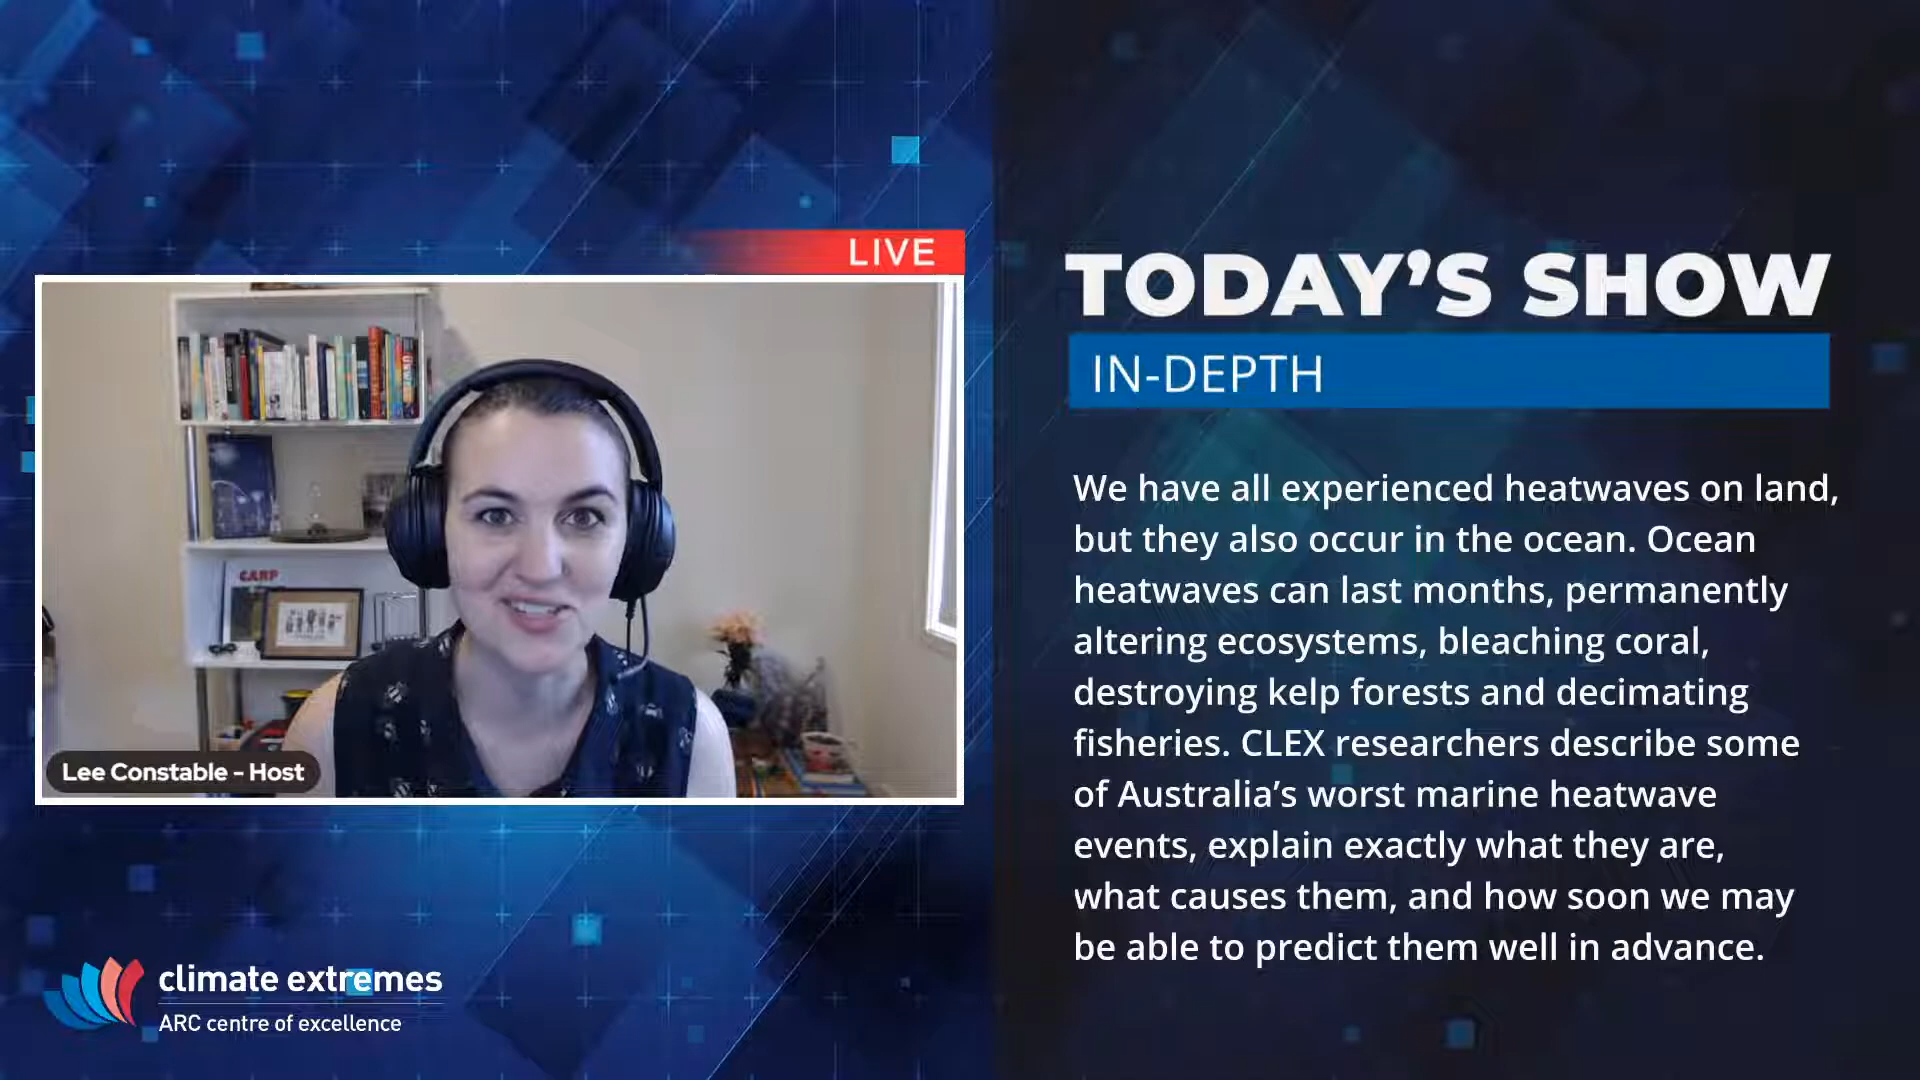 LIVE
CARP
Lee Constable - Host
climate extremes
ARC centre of excellence
TODAY'S SHOW
IN-DEPTH
We have all experienced heatwaves on land,
but they also occur in the ocean. Ocean
heatwaves can last months, permanently
altering ecosystems, bleaching coral,
destroying kelp forests and decimating
fisheries. CLEX researchers describe some
of Australia's worst marine heatwave
events, explain exactly what they are,
what causes them, and how soon we may
be able to predict them well in advance.